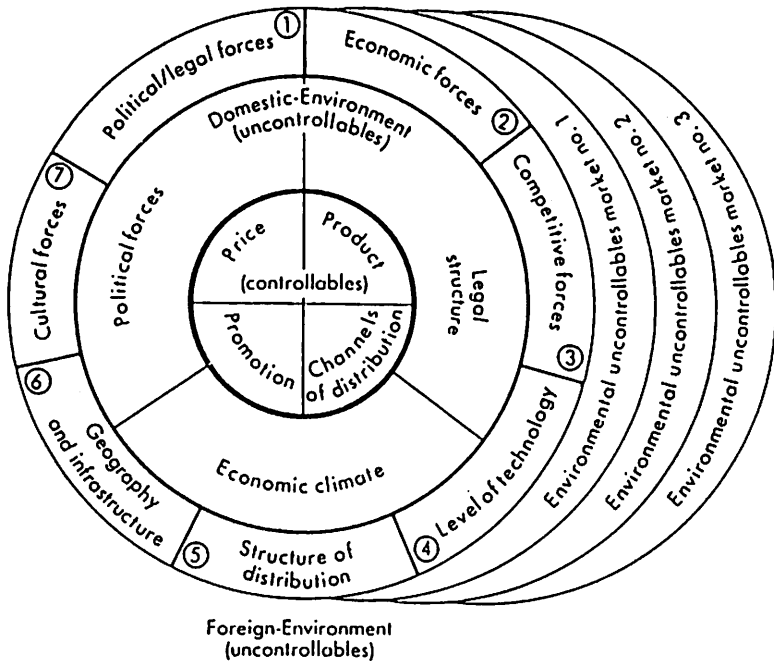 Political/legal forces
1
Economic forces
2
Competitive forces
3
Level of technology
4
Structure of
distribution
5
Geography
and infrastructure
6
Cultural forces
7
Domestic-Environment
(uncontrollables)
Political forces
Legal
structure
Economic climate
Price
Product
(controllables)
Promotion
Channels
of distribution
Environmental uncontrollables market no. 1
Environmental uncontrollables market no. 2
Environmental uncontrollables market no. 3
Foreign-Environment
(uncontrollables)